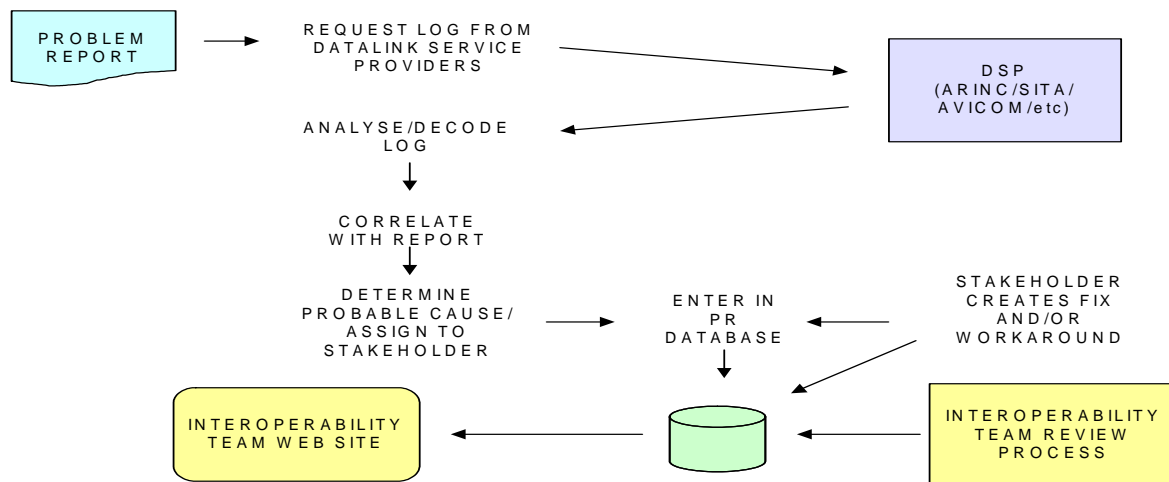 PROBLEM
REPORT
REQUEST LOG FROM
DATALINK SERVICE
PROVIDERS
DSP
(ARINC/SITA/
AVICOM/etc)
ANALYSE/DECODE
LOG
CORRELATE
WITH REPORT
DETERMINE
PROBABLE CAUSE/
ASSIGN TO
STAKEHOLDER
ENTER IN
PR
DATABASE
STAKEHOLDER
CREATES FIX
AND/OR
WORKAROUND
INTEROPERABILITY
TEAM WEB SITE
INTEROPERABILITY
TEAM REVIEW
PROCESS